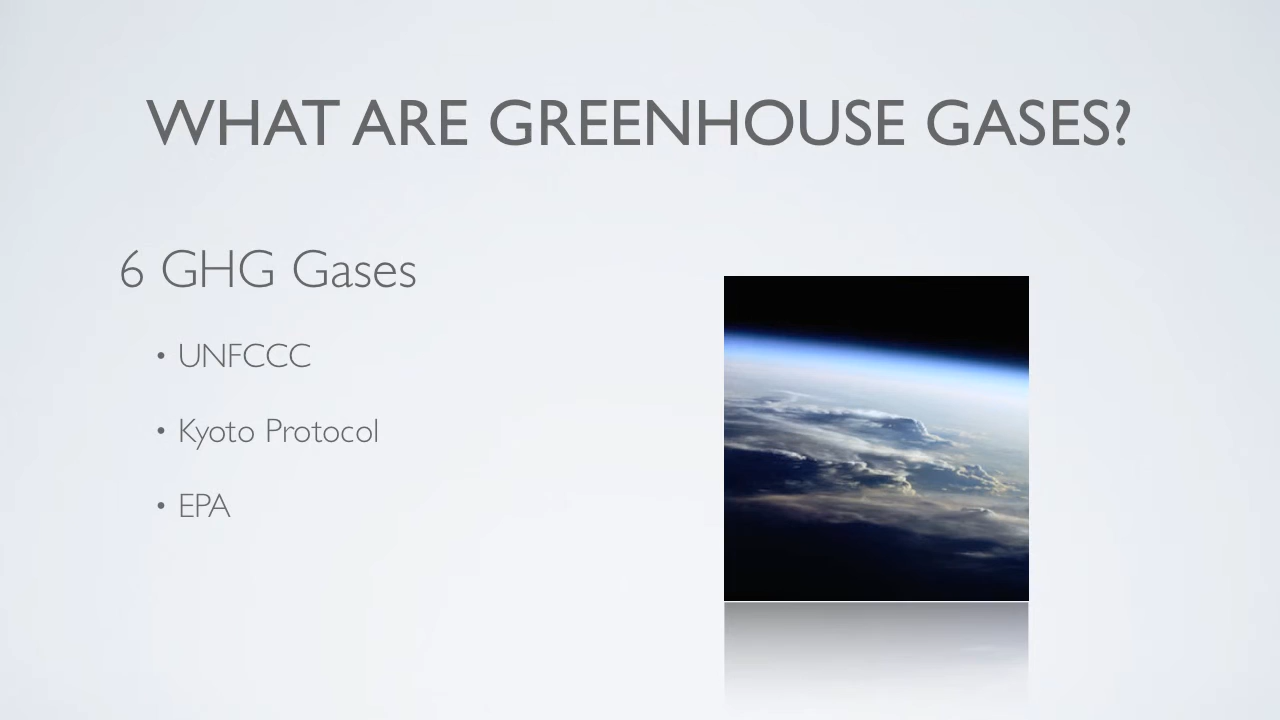 WHAT ARE GREENHOUSE GASES?
6 GHG Gases
• UNFCCC
• Kyoto Protocol
• EPA